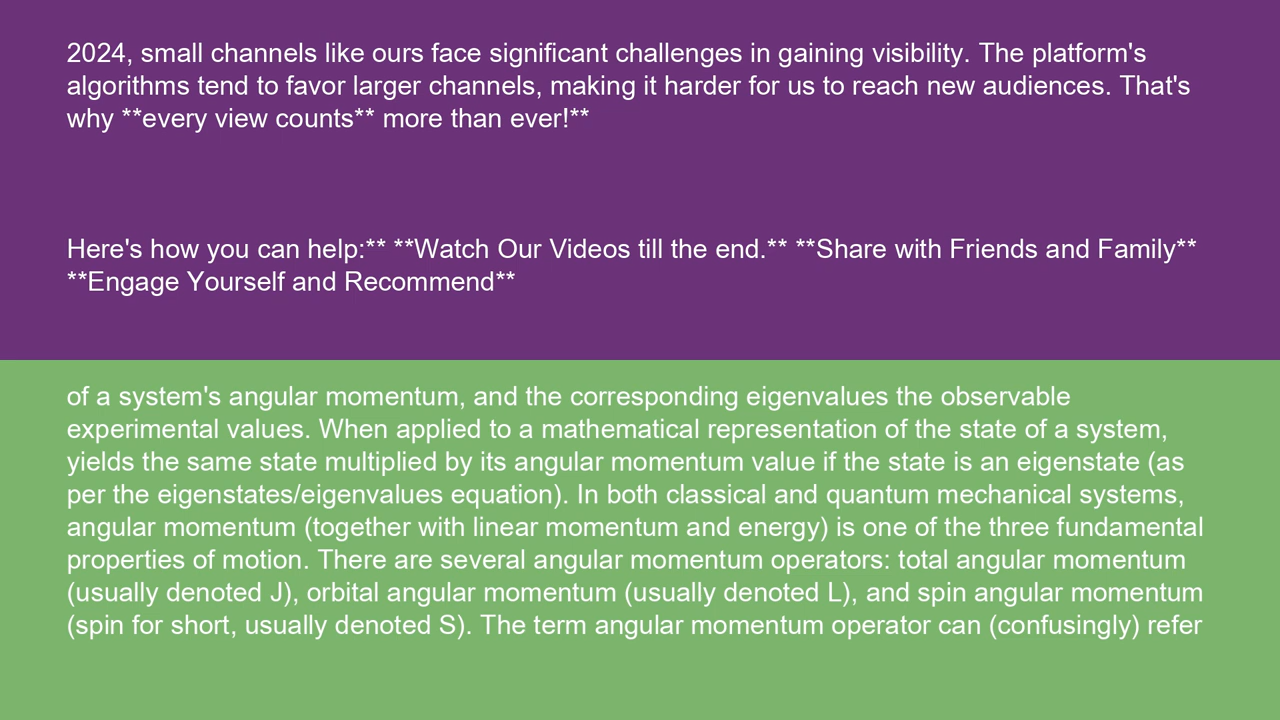 2024, small channels like ours face significant challenges in gaining visibility. The platform's
algorithms tend to favor larger channels, making it harder for us to reach new audiences. That's
why **every view counts** more than ever!**
Here's how you can help:** **Watch Our Videos till the end.** **Share with Friends and Family**
**Engage Yourself and Recommend**
of a system's angular momentum, and the corresponding eigenvalues the observable
experimental values. When applied to a mathematical representation of the state of a system,
yields the same state multiplied by its angular momentum value if the state is an eigenstate (as
per the eigenstates/eigenvalues equation). In both classical and quantum mechanical systems,
angular momentum (together with linear momentum and energy) is one of the three fundamental
properties of motion. There are several angular momentum operators: total angular momentum
(usually denoted J), orbital angular momentum (usually denoted L), and spin angular momentum
(spin for short, usually denoted S). The term angular momentum operator can (confusingly) refer